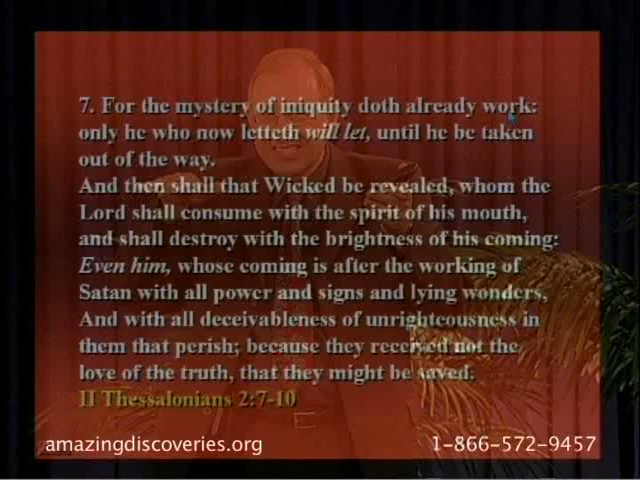 7. For the mystery of iniquity doth already work:
only he who now letteth will let, until he be taken
out of the way.
And then shall that Wicked be revealed, whom the
Lord shall consume with the spirit of his mouth,
and shall destroy with the brightness of his coming:
Even him, whose coming is after the working of
Satan with all power and signs and lying wonders,
And with all deceivableness of unrighteousness in
them that perish; because they received not the
love of the truth, that they might be saved.
II Thessalonians 2:7-10
amazingdiscoveries.org
1-866-572-9457